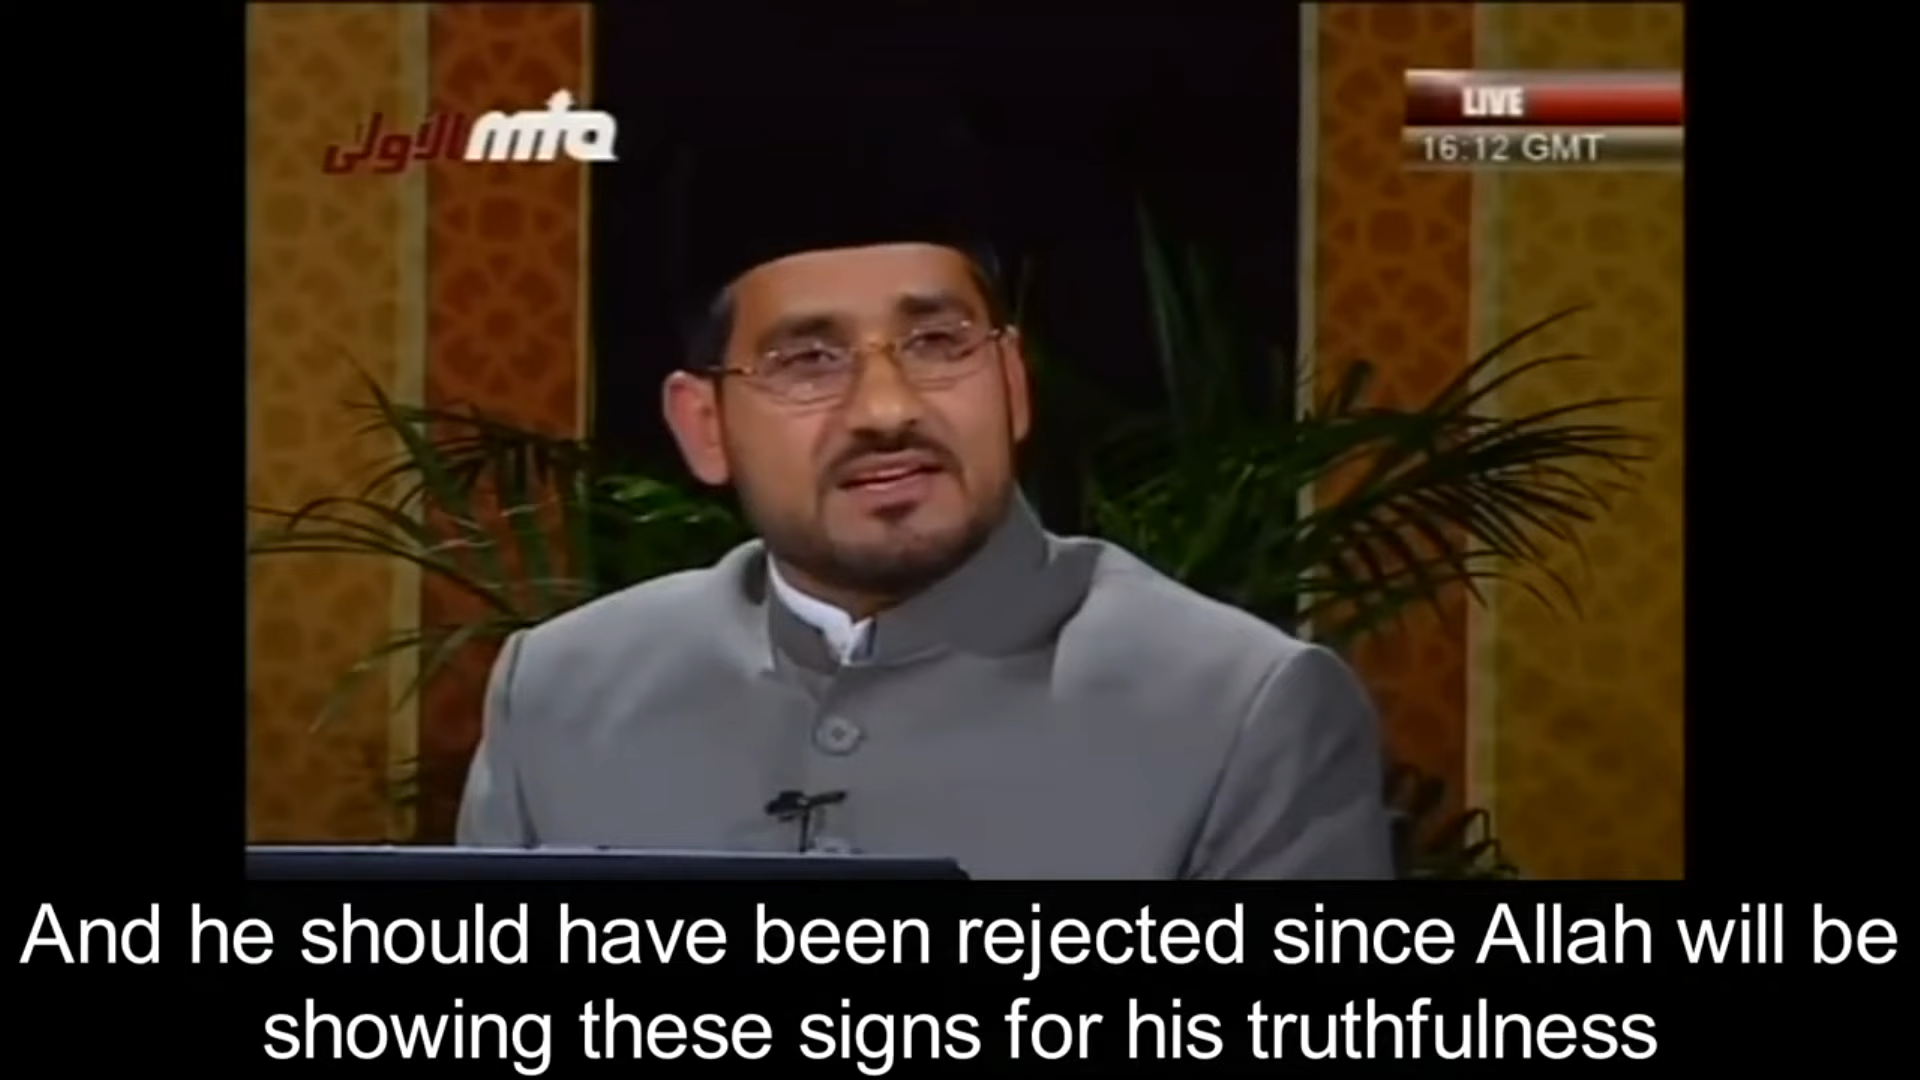 mta الأولى
LIVE
16:12 GMT
And he should have been rejected since Allah will be
showing these signs for his truthfulness